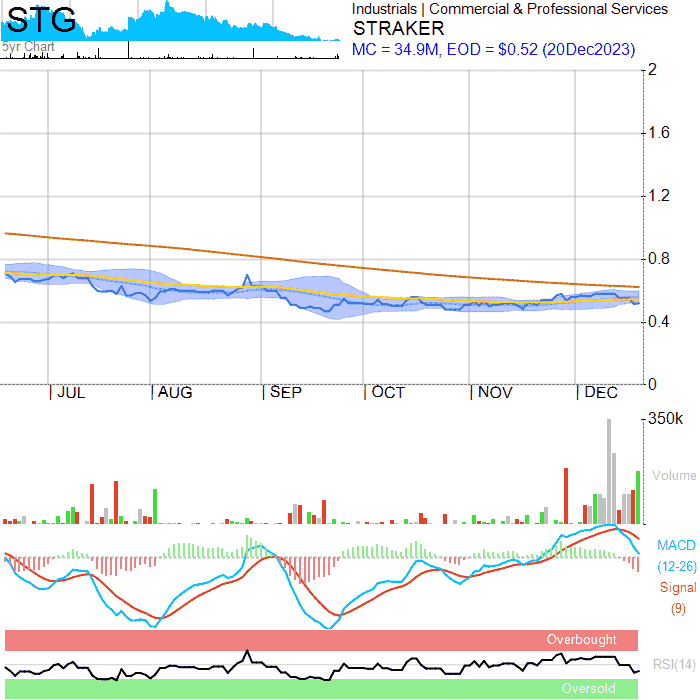 STG
5yr Chart
Industrials | Commercial & Professional Services
STRAKER
MC = 34.9M, EOD = $0.52 (20Dec2023)
2
1.6
1.2
0.8
0.4
0
JUL AUG SEP OCT NOV DEC
350k
Volume
MACD
(12-26)
Signal
(9)
Overbought
RSI(14)
Oversold